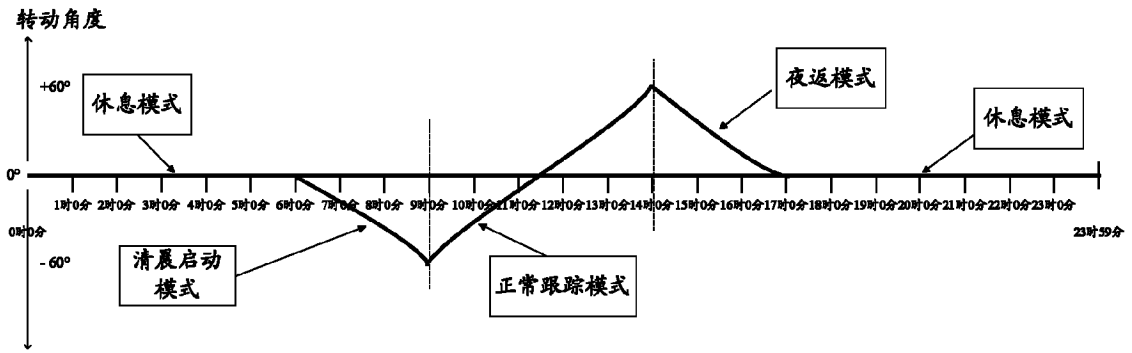 转动角度
+60°
休息模式
夜返模式
休息模式
0°
1时0分 2时0分 3时0分 4时0分 5时0分 6时0分 7时0分 8时0分 9时0分 10时0分 11时0分 12时0分 13时0分 14时0分 15时0分 16时0分 17时0分 18时0分 19时0分 20时0分 21时0分 22时0分 23时0分
0时0分
23时59分
-60°
清晨启动
模式
正常跟踪模式